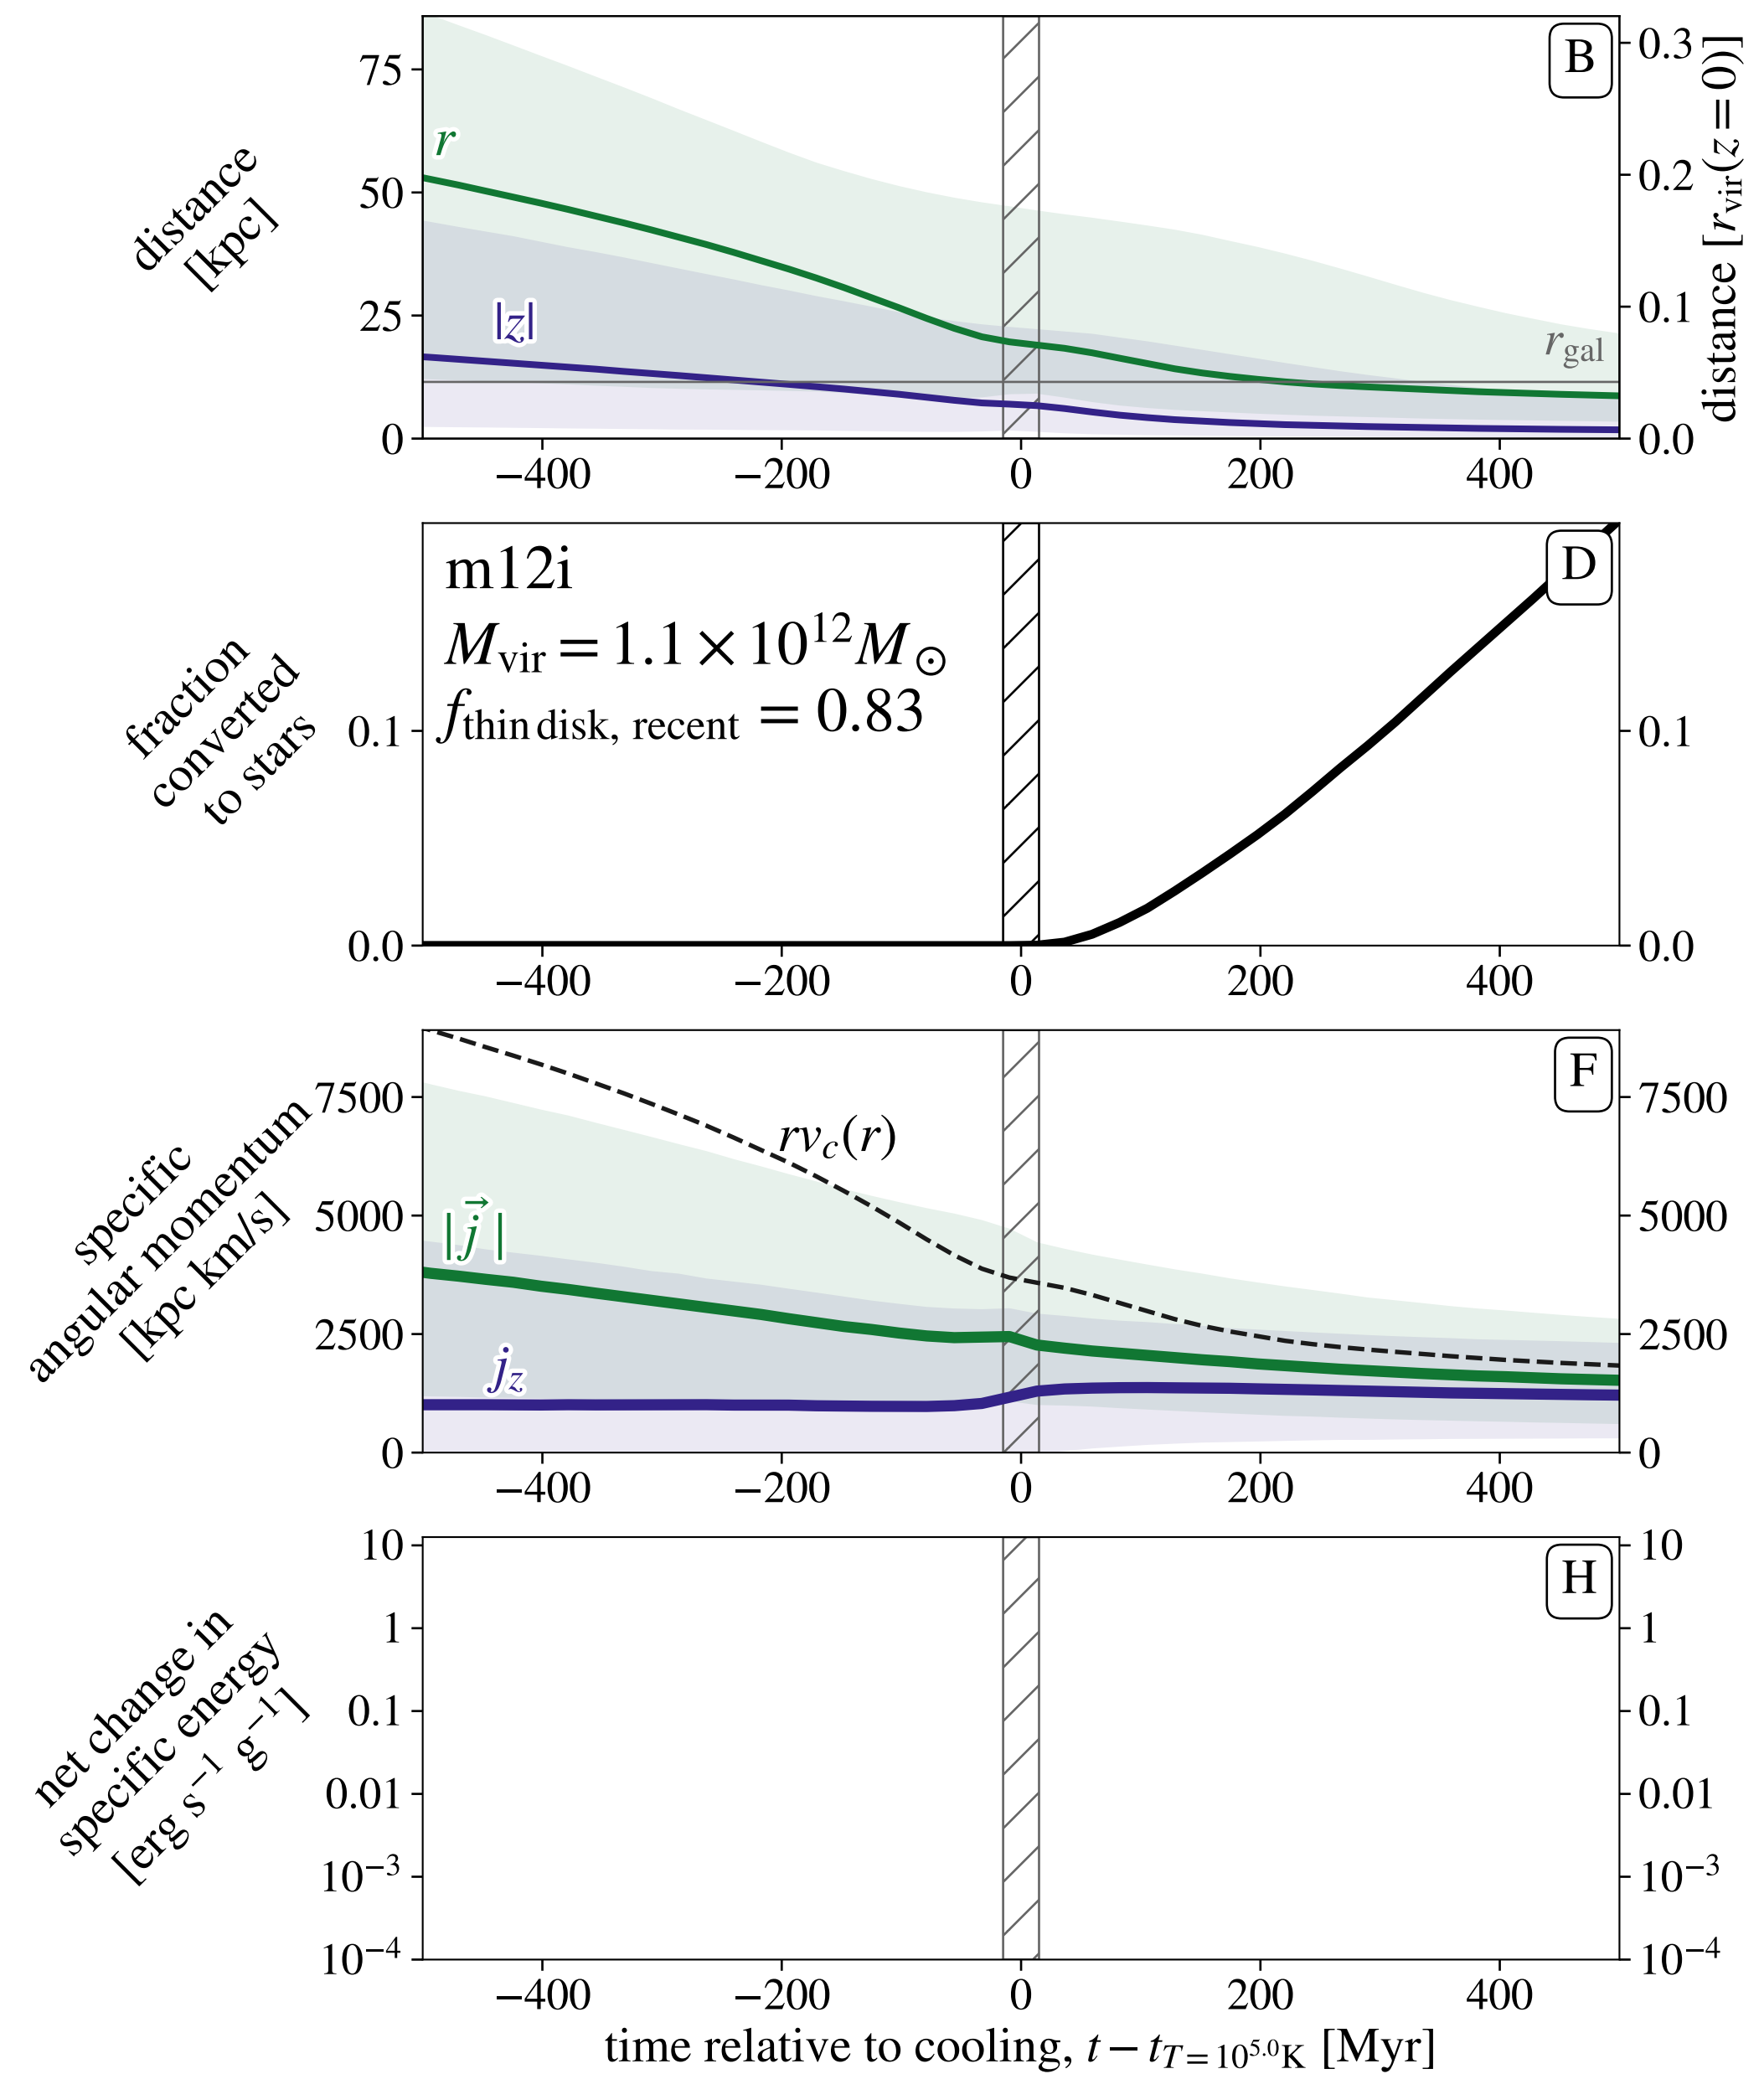 B
75
50
25
0
0.3
0.2
0.1
0.0
r
|z|
r_gal
distance
[kpc]
distance [r_vir(z=0)]
−400 −200 0 200 400
D
m12i
M_vir = 1.1 × 10^12 M_⊙
f_thin disk, recent = 0.83
0.1
0.0
0.1
0.0
fraction
converted
to stars
−400 −200 0 200 400
F
7500
5000
2500
0
7500
5000
2500
0
rv_c(r)
|j⃗|
j_z
specific
angular momentum
[kpc km/s]
−400 −200 0 200 400
H
10
1
0.1
0.01
10^−3
10^−4
10
1
0.1
0.01
10^−3
10^−4
net change in
specific energy
[erg s^−1 g^−1]
−400 −200 0 200 400
time relative to cooling, t − t_T=10^5.0K [Myr]